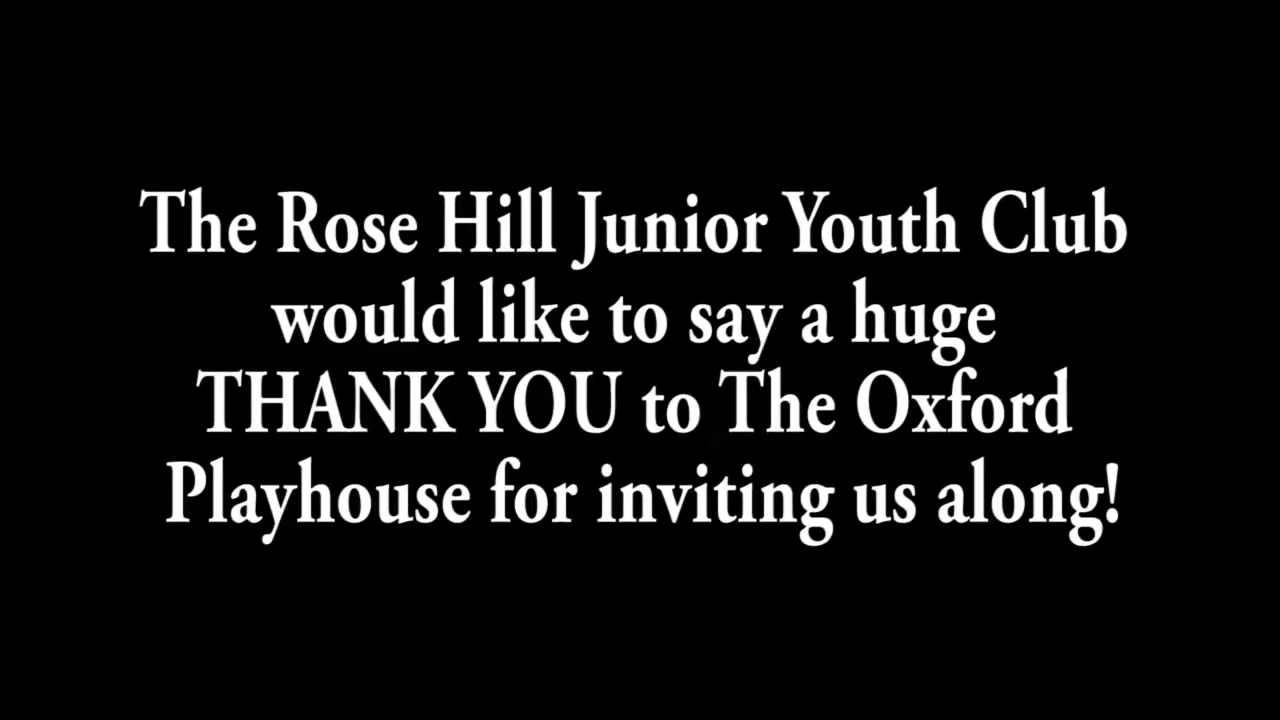 The Rose Hill Junior Youth Club
would like to say a huge
THANK YOU to The Oxford
Playhouse for inviting us along!